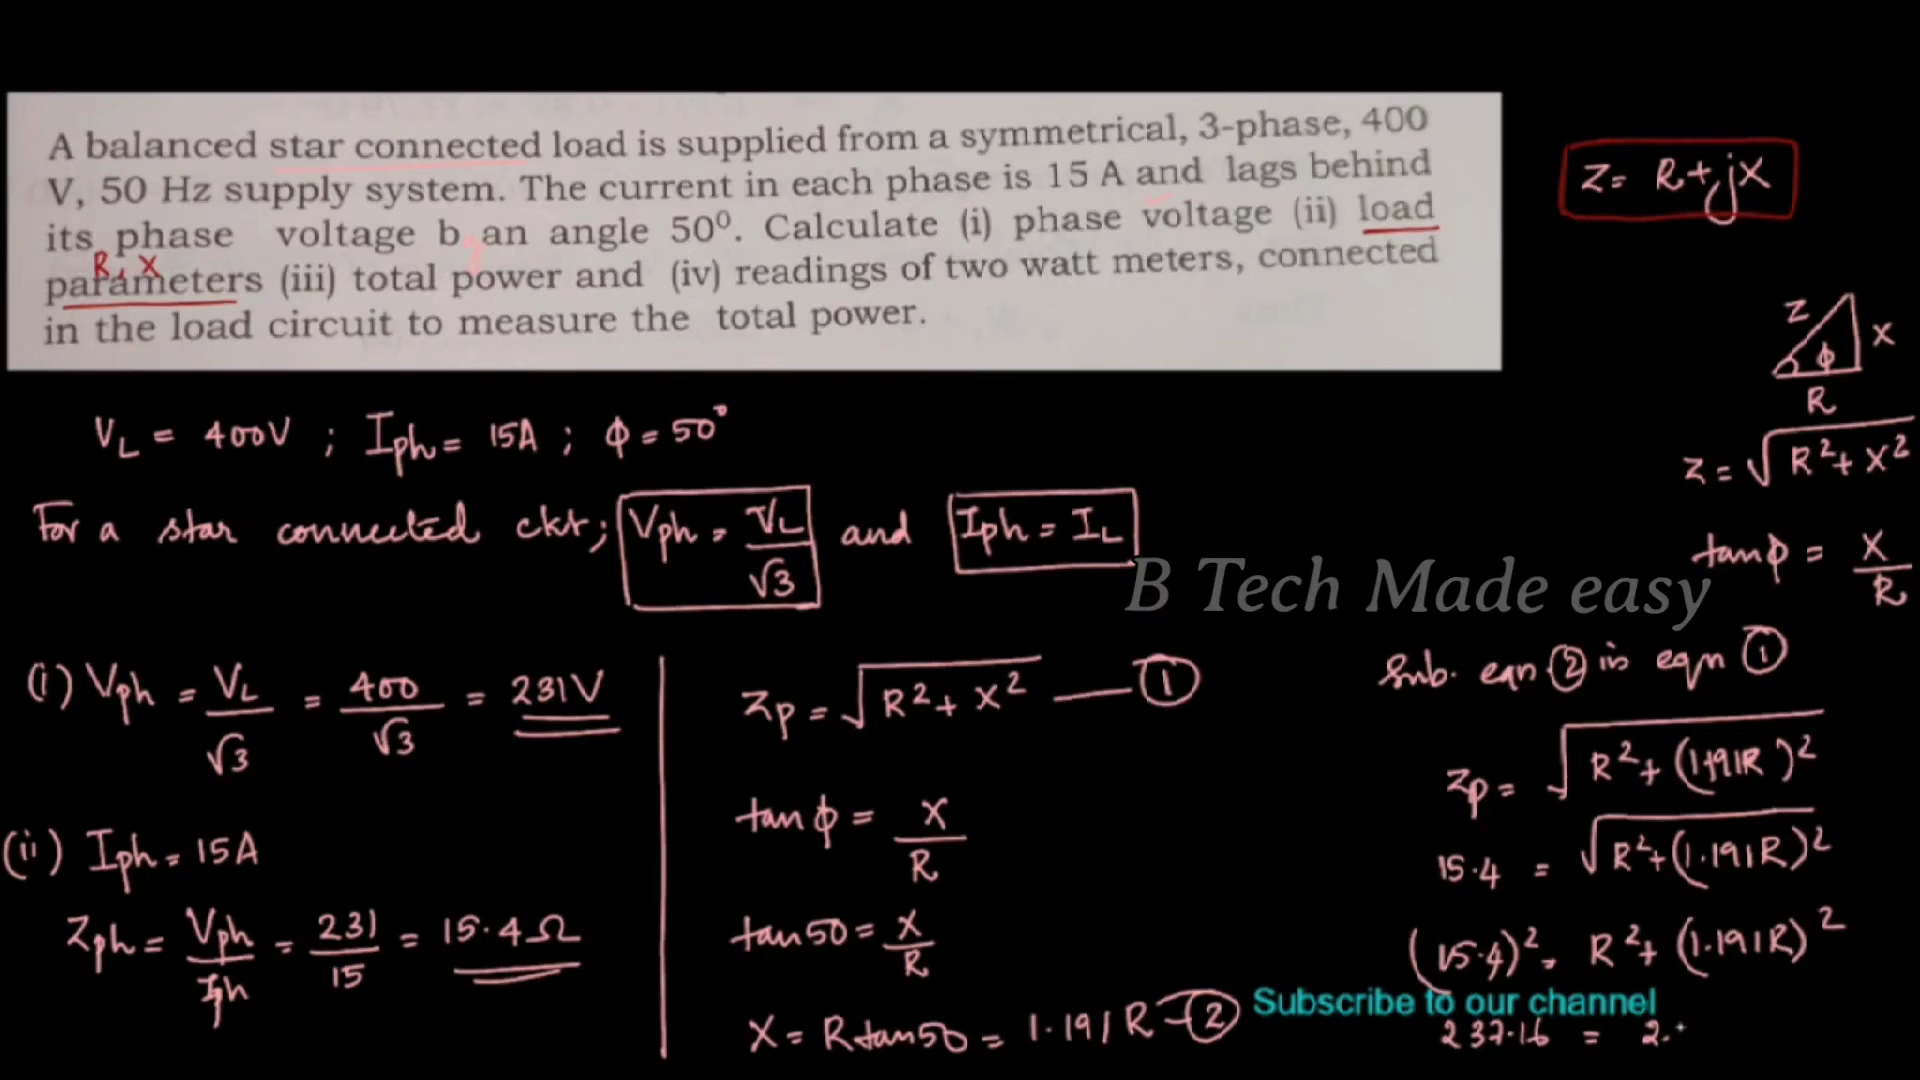 A balanced star connected load is supplied from a symmetrical, 3-phase, 400
V, 50 Hz supply system. The current in each phase is 15 A and lags behind
its phase voltage b an angle 50⁰. Calculate (i) phase voltage (ii) load
R, X
parameters (iii) total power and (iv) readings of two watt meters, connected
in the load circuit to measure the total power.
Z = R+jX
Z X
ϕ
R
Z = √(R²+X²)
tanϕ = X/R
V_L = 400V ; I_ph = 15A ; ϕ = 50°
For a star connected ckt; V_ph = V_L/√3 and I_ph = I_L
B Tech Made easy
(i) V_ph = V_L/√3 = 400/√3 = 231V
(ii) I_ph = 15A
Z_ph = V_ph/I_ph = 231/15 = 15.4Ω
Z_p = √(R²+X²) — ①
tan ϕ = X/R
tan50 = X/R
X = R tan50 = 1.191R – ②
Sub. eqn ② in eqn ①
Z_p = √(R²+(1.191R)²)
15.4 = √(R²+(1.191R)²)
(15.4)² = R²+(1.191R)²
Subscribe to our channel
237.16 = 2.